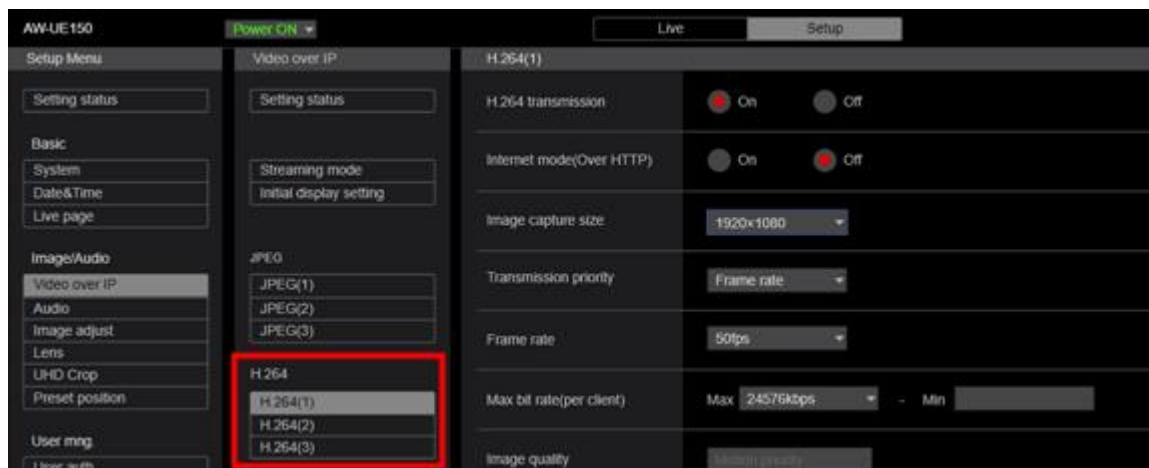 AW-UE150
Power ON
Live
Setup
Setup Menu
Setting status
Basic
System
Date&Time
Live page
Image/Audio
Video over IP
Audio
Image adjust
Lens
UHD Crop
Preset position
User mng.
User auth
Video over IP
Setting status
Streaming mode
Initial display setting
JPEG
JPEG(1)
JPEG(2)
JPEG(3)
H.264
H.264(1)
H.264(2)
H.264(3)
H.264(1)
H.264 transmission
On
Off
Internet mode(Over HTTP)
On
Off
Image capture size
1920×1080
Transmission priority
Frame rate
Frame rate
50fps
Max bit rate(per client)
Max 24576kbps - Min
Image quality
Motion priority